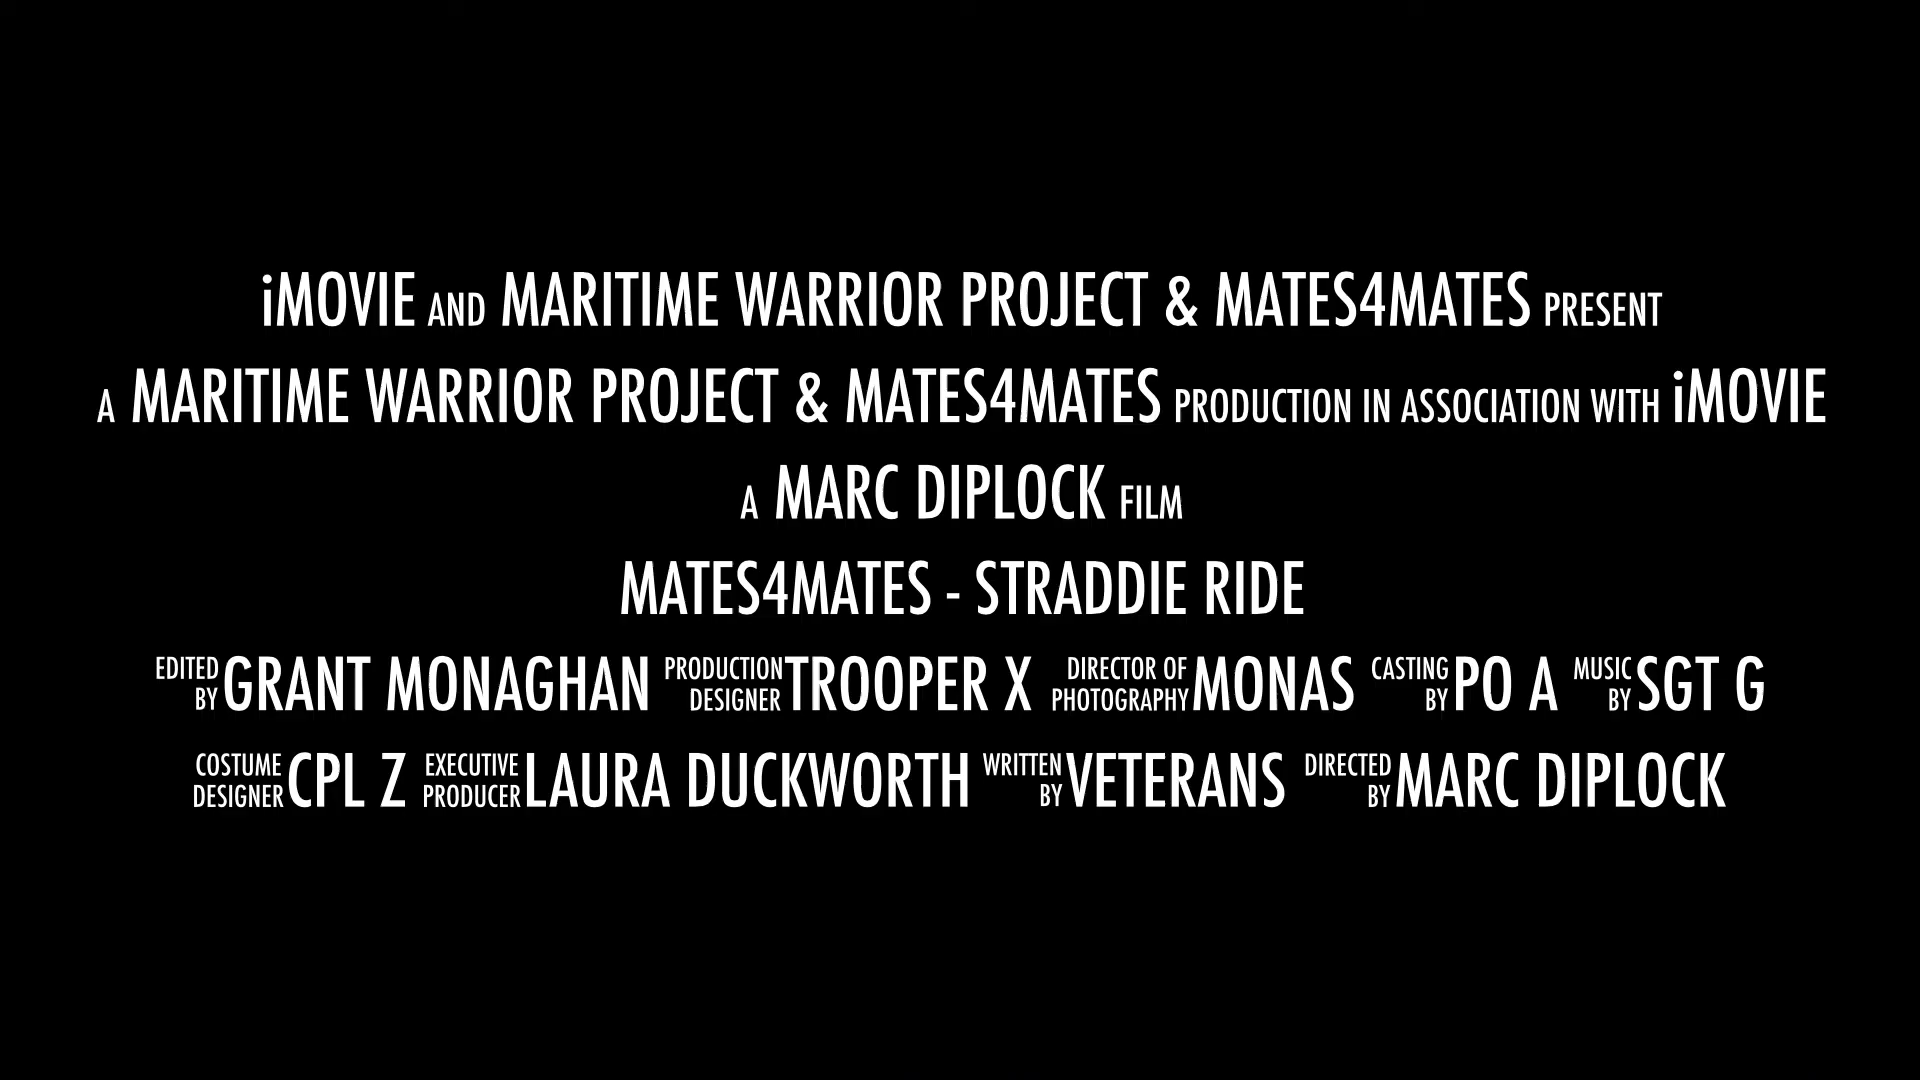 iMOVIE AND MARITIME WARRIOR PROJECT & MATES4MATES PRESENT
A MARITIME WARRIOR PROJECT & MATES4MATES PRODUCTION IN ASSOCIATION WITH iMOVIE
A MARC DIPLOCK FILM
MATES4MATES - STRADDIE RIDE
EDITED BY GRANT MONAGHAN PRODUCTION DESIGNER TROOPER X DIRECTOR OF PHOTOGRAPHY MONAS CASTING BY PO A MUSIC BY SGT G
COSTUME DESIGNER CPL Z EXECUTIVE PRODUCER LAURA DUCKWORTH WRITTEN BY VETERANS DIRECTED BY MARC DIPLOCK